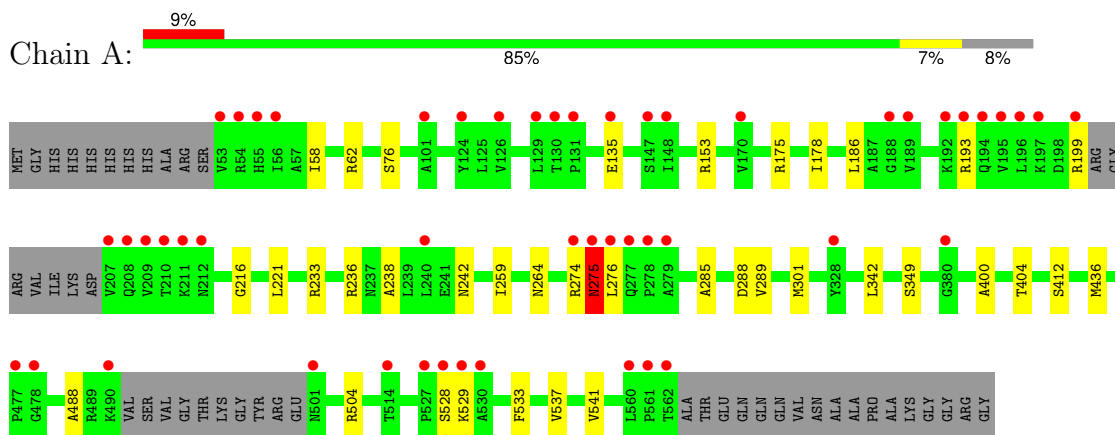 9%
Chain A:
85% 7% 8%
MET GLY HIS HIS HIS HIS HIS HIS ALA ARG SER V53 R54 H55 I56 A57 I58 R62 S76 A101 Y124 L125 V126 L129 T130 P131 E135 S147 I148 R153 V170 R175 I178 L186 A187 G188 V189 K192 R193 Q194 V195 L196 K197 D198 R199 ARG GLY
ARG VAL ILE LYS ASP V207 Q208 V209 T210 K211 N212 G216 L221 R233 R236 N237 A238 L239 L240 E241 N242 I259 N264 R274 N275 L276 Q277 P278 A279 A285 D288 V289 M301 Y328 L342 S349 G380 A400 T404 S412 M436
P477 G478 A488 R489 K490 VAL SER VAL GLY THR LYS GLY TYR ARG GLU N501 R504 T514 P527 S528 K529 A530 F533 V537 V541 L560 P561 T562 ALA THR GLU GLN GLN GLN VAL ASN ALA ALA PRO ALA LYS GLY GLY ARG GLY